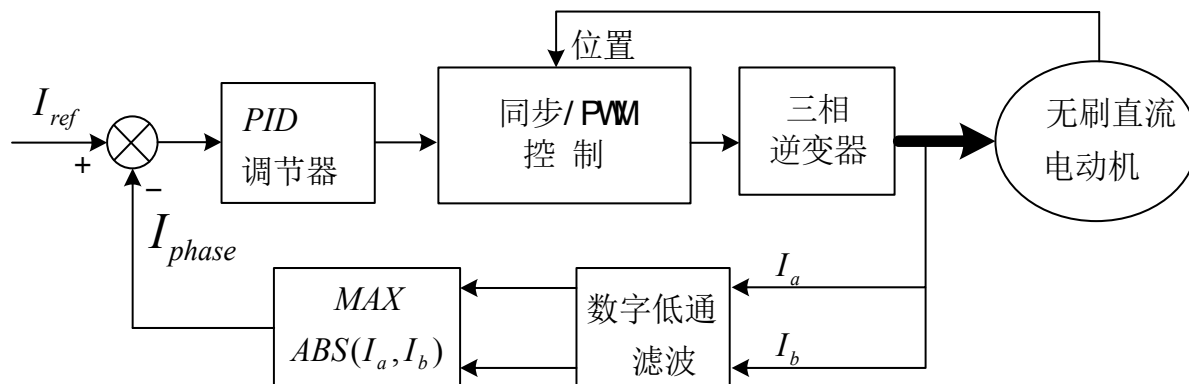 位置
I_ref
+
−
PID
调节器
同步/PWM
控 制
三相
逆变器
无刷直流
电动机
I_phase
MAX
ABS(I_a,I_b)
数字低通
滤波
I_a
I_b